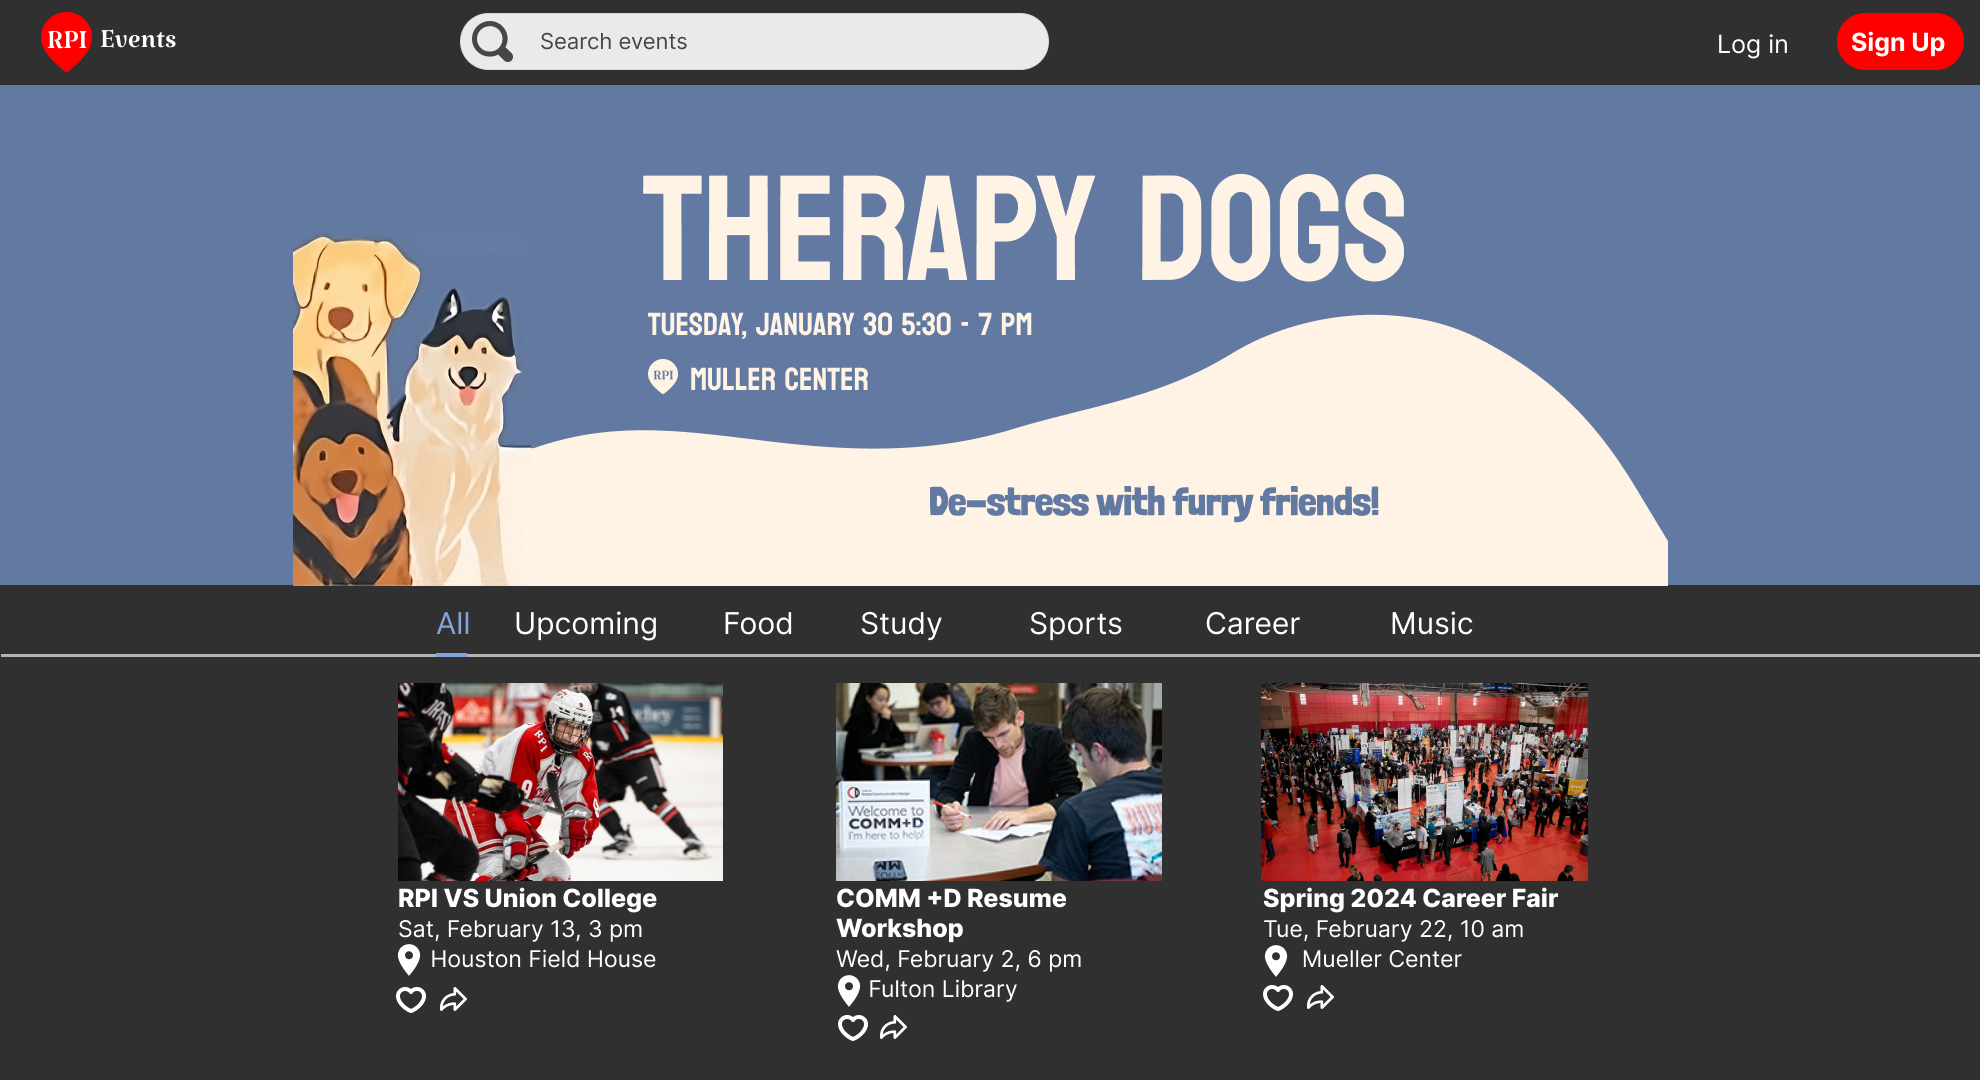 RPI Events
Search events
Log in
Sign Up
THERAPY DOGS
TUESDAY, JANUARY 30 5:30 - 7 PM
RPI MULLER CENTER
De-stress with furry friends!
All
Upcoming
Food
Study
Sports
Career
Music
RPI
9
14
Welcome to
COMM+D
I'm here to help!
RPI VS Union College
Sat, February 13, 3 pm
Houston Field House
COMM +D Resume
Workshop
Wed, February 2, 6 pm
Fulton Library
Spring 2024 Career Fair
Tue, February 22, 10 am
Mueller Center